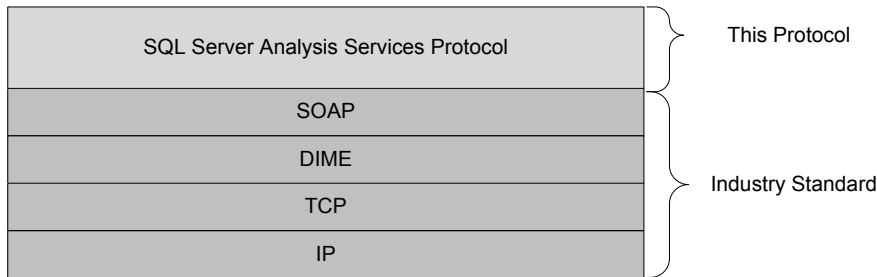 SQL Server Analysis Services Protocol
This Protocol
SOAP
DIME
TCP
IP
Industry Standard